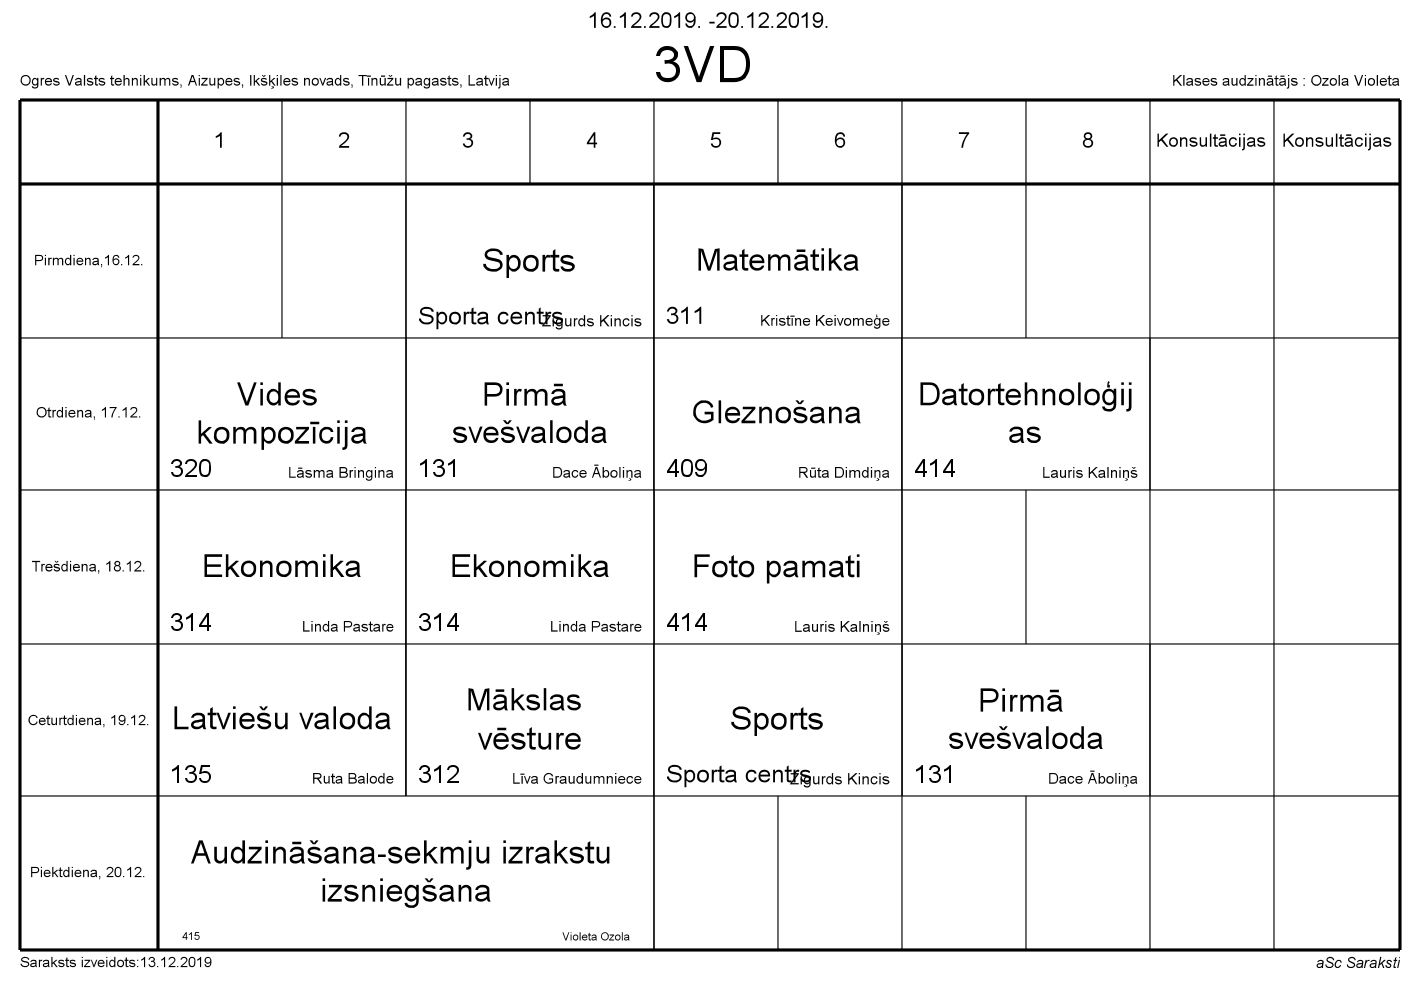 16.12.2019. -20.12.2019.
3VD
Ogres Valsts tehnikums, Aizupes, Ikšķiles novads, Tīnūžu pagasts, Latvija
Klases audzinātājs : Ozola Violeta
1 2 3 4 5 6 7 8 Konsultācijas Konsultācijas
Pirmdiena,16.12.
Sports
Sporta centrs Zigurds Kincis
Matemātika
311 Kristīne Keivomeģe
Otrdiena, 17.12.
Vides
kompozīcija
320 Lāsma Bringina
Pirmā
svešvaloda
131 Dace Āboliņa
Gleznošana
409 Rūta Dimdiņa
Datortehnoloģij
as
414 Lauris Kalniņš
Trešdiena, 18.12.
Ekonomika
314 Linda Pastare
Ekonomika
314 Linda Pastare
Foto pamati
414 Lauris Kalniņš
Ceturtdiena, 19.12.
Latviešu valoda
135 Ruta Balode
Mākslas
vēsture
312 Līva Graudumniece
Sports
Sporta centrs Zigurds Kincis
Pirmā
svešvaloda
131 Dace Āboliņa
Piektdiena, 20.12.
Audzināšana-sekmju izrakstu
izsniegšana
415 Violeta Ozola
Saraksts izveidots:13.12.2019
aSc Saraksti